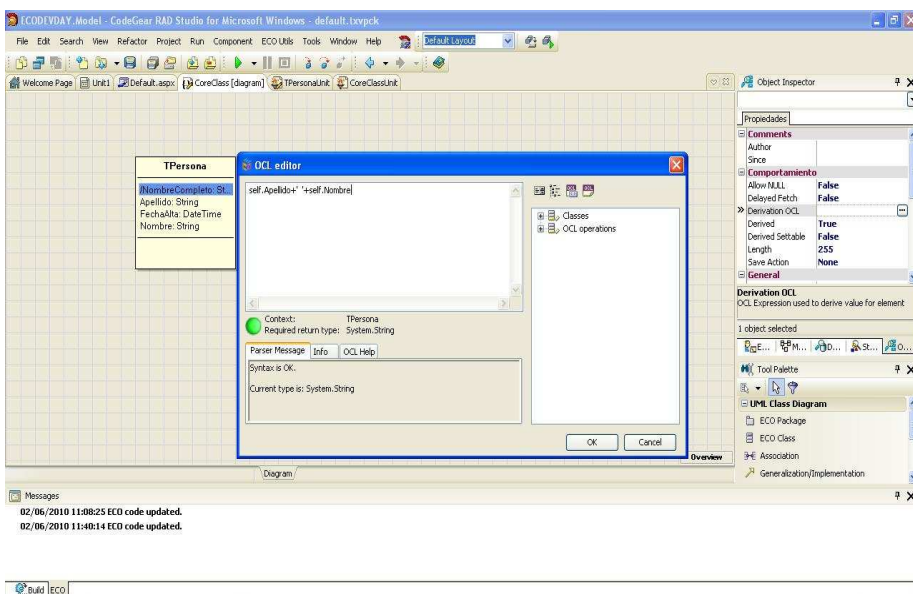 ECODEVDAY.Model - CodeGear RAD Studio for Microsoft Windows - default.txvpck
File Edit Search View Refactor Project Run Component ECO Utils Tools Window Help Default Layout
Welcome Page Unit1 Default.aspx CoreClass [diagram] TPersonaUnit CoreClassUnit
TPersona
/NombreCompleto: St...
Apellido: String
FechaAlta: DateTime
Nombre: String
OCL editor
self.Apellido+' '+self.Nombre
Classes
OCL operations
Context: TPersona
Required return type: System.String
Parser Message Info OCL Help
Syntax is OK.
Current type is: System.String
OK Cancel
Overview
Diagram
Object Inspector
Propiedades
Comments
Author
Since
Comportamiento
Allow NULL False
Delayed Fetch False
Derivation OCL
Derived True
Derived Settable False
Length 255
Save Action None
General
Derivation OCL
OCL Expression used to derive value for element
1 object selected
E... M... D... St... O...
Tool Palette
UML Class Diagram
ECO Package
ECO Class
Association
Generalization/Implementation
Messages
02/06/2010 11:08:25 ECO code updated.
02/06/2010 11:40:14 ECO code updated.
Build ECO